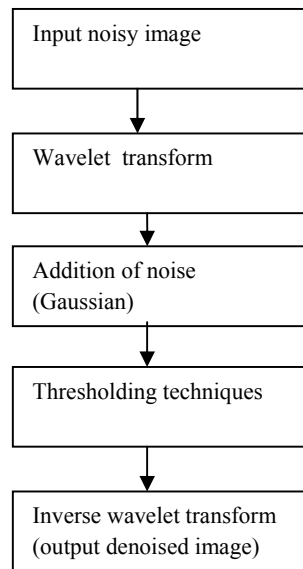 Input noisy image
Wavelet  transform
Addition of noise
(Gaussian)
Thresholding techniques
Inverse wavelet transform
(output denoised image)